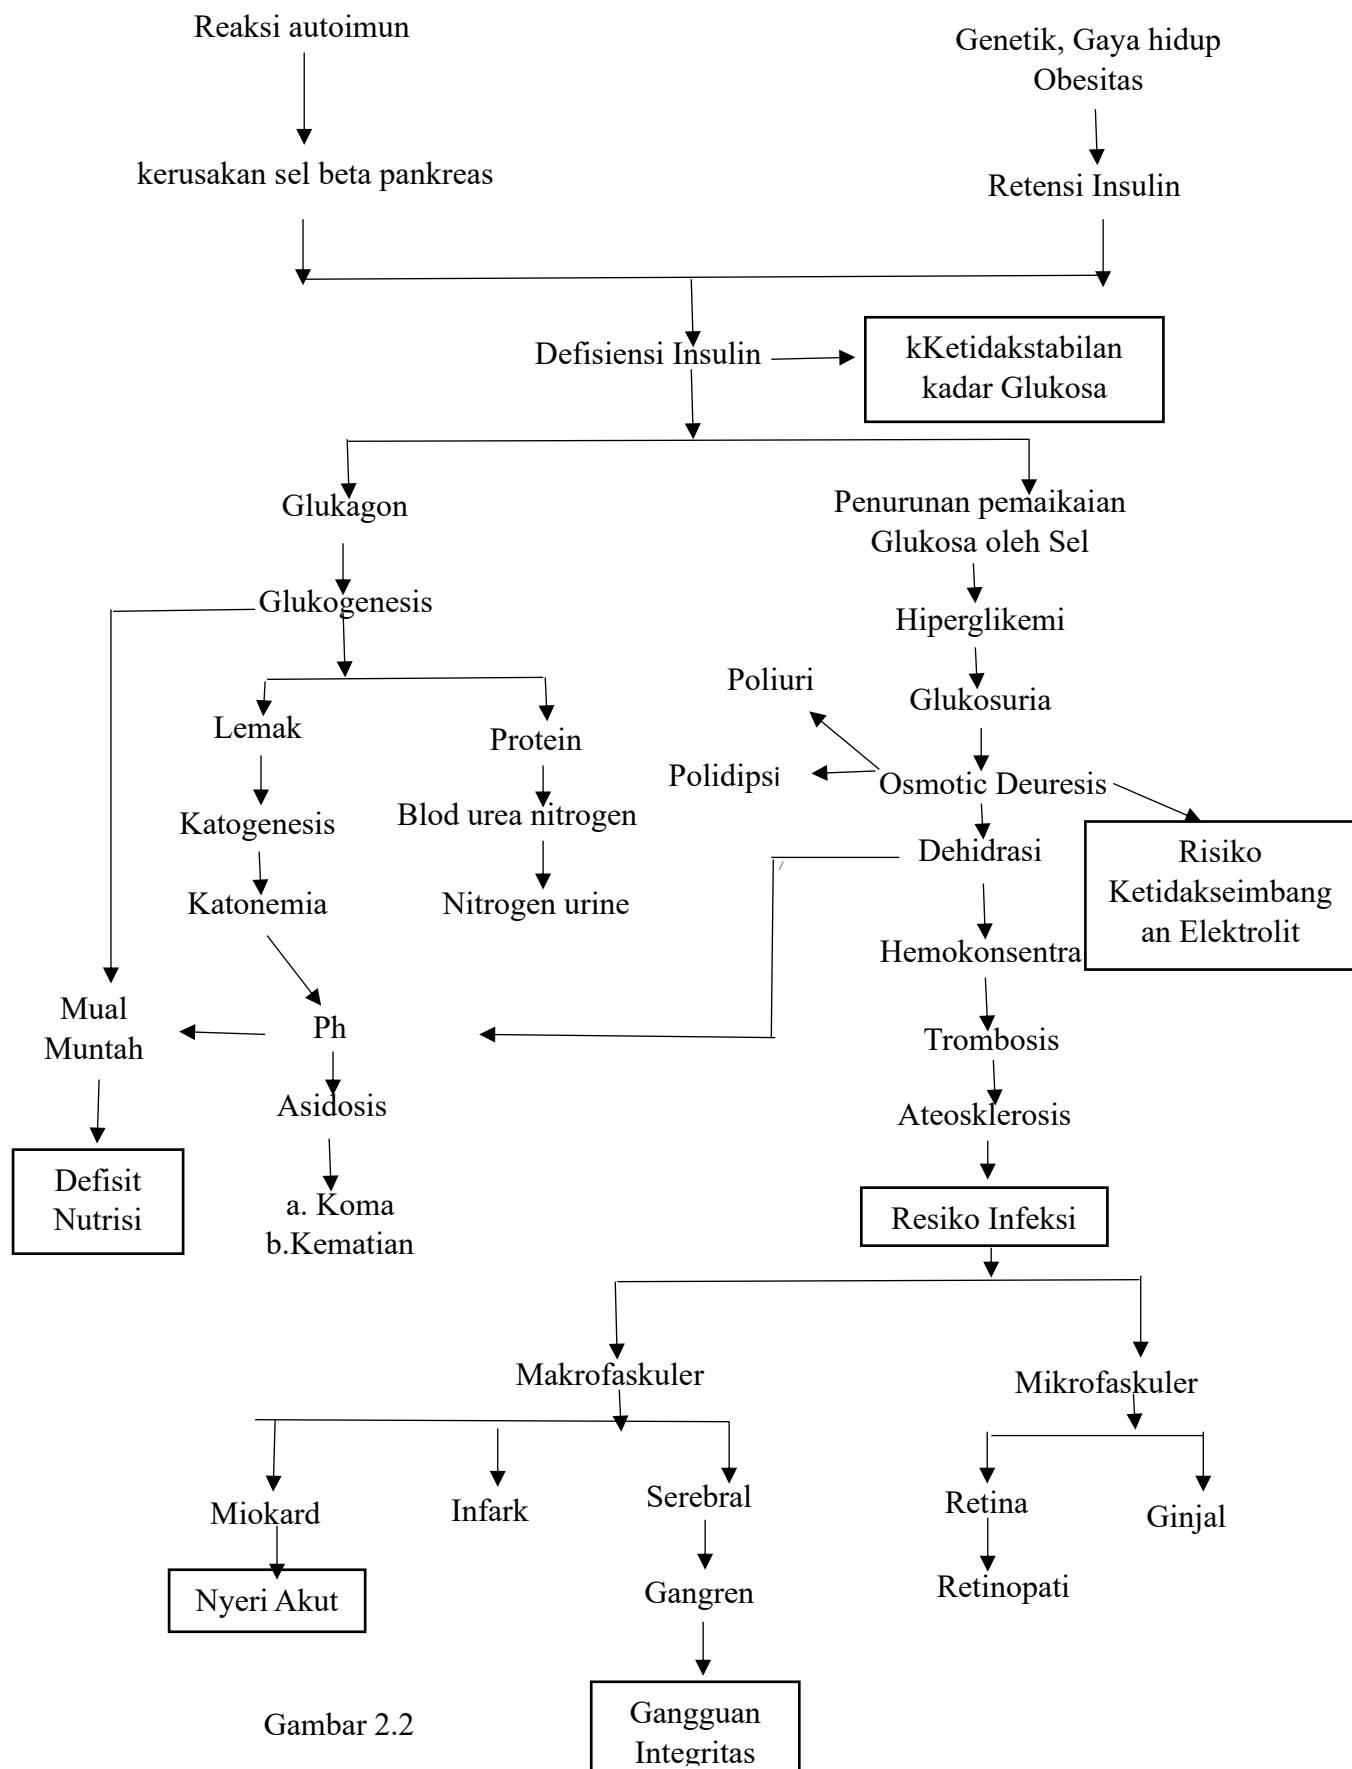 Reaksi autoimun
Genetik, Gaya hidup
Obesitas
kerusakan sel beta pankreas
Retensi Insulin
Defisiensi Insulin
kKetidakstabilan
kadar Glukosa
Glukagon
Penurunan pemaikaian
Glukosa oleh Sel
Glukogenesis
Hiperglikemi
Poliuri
Glukosuria
Lemak
Protein
Polidipsi
Osmotic Deuresis
Katogenesis
Blod urea nitrogen
Dehidrasi
Risiko
Ketidakseimbang
an Elektrolit
Katonemia
Nitrogen urine
Hemokonsentra
Mual
Muntah
Ph
Trombosis
Asidosis
Ateosklerosis
Defisit
Nutrisi
a. Koma
b.Kematian
Resiko Infeksi
Makrofaskuler
Mikrofaskuler
Miokard
Infark
Serebral
Retina
Ginjal
Nyeri Akut
Gangren
Retinopati
Gambar 2.2
Gangguan
Integritas